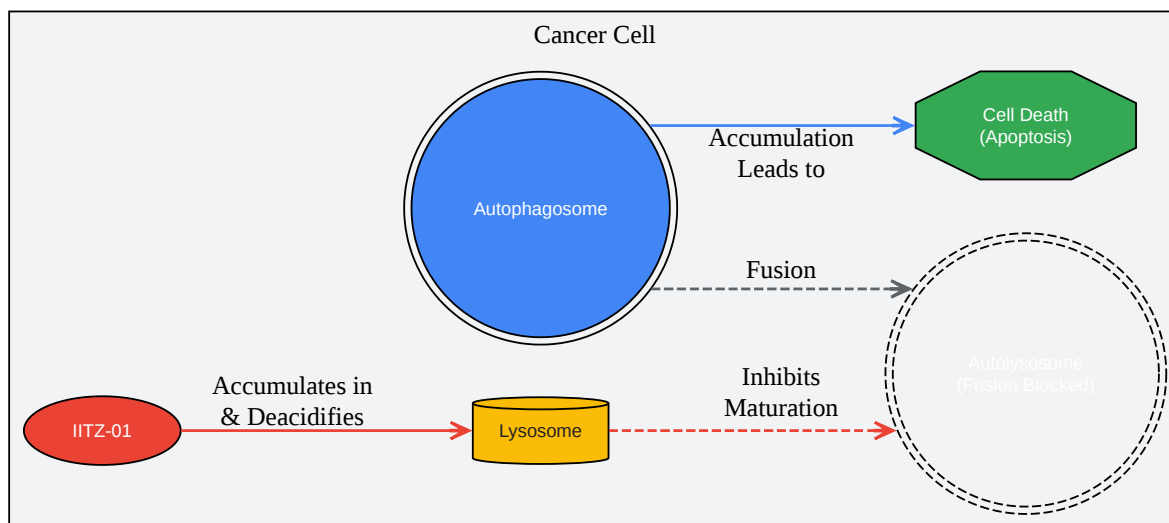 Cancer Cell
Cell Death
(Apoptosis)
Accumulation
Leads to
Autophagosome
Fusion
Autolysosome
(Fusion Blocked)
Accumulates in
& Deacidifies
Inhibits
Maturation
IITZ-01
Lysosome